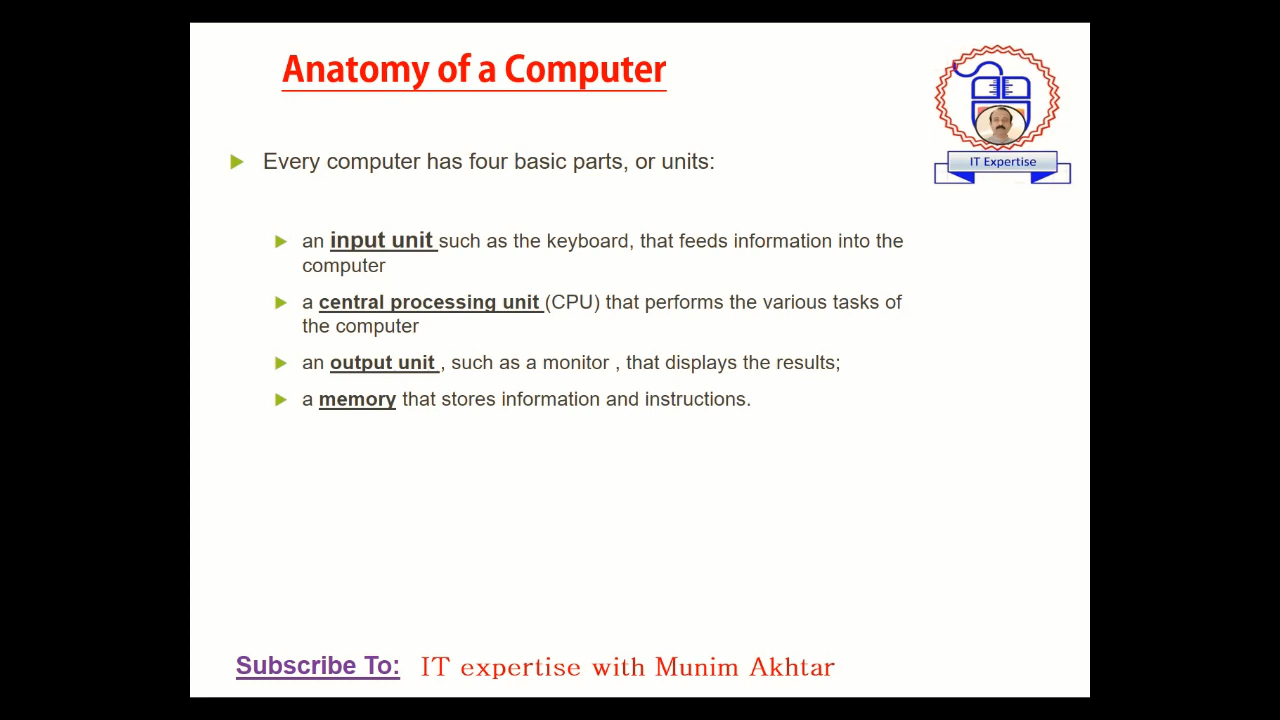 Anatomy of a Computer
IT Expertise
Every computer has four basic parts, or units:
an input unit such as the keyboard, that feeds information into the
computer
a central processing unit (CPU) that performs the various tasks of
the computer
an output unit , such as a monitor , that displays the results;
a memory that stores information and instructions.
Subscribe To: IT expertise with Munim Akhtar